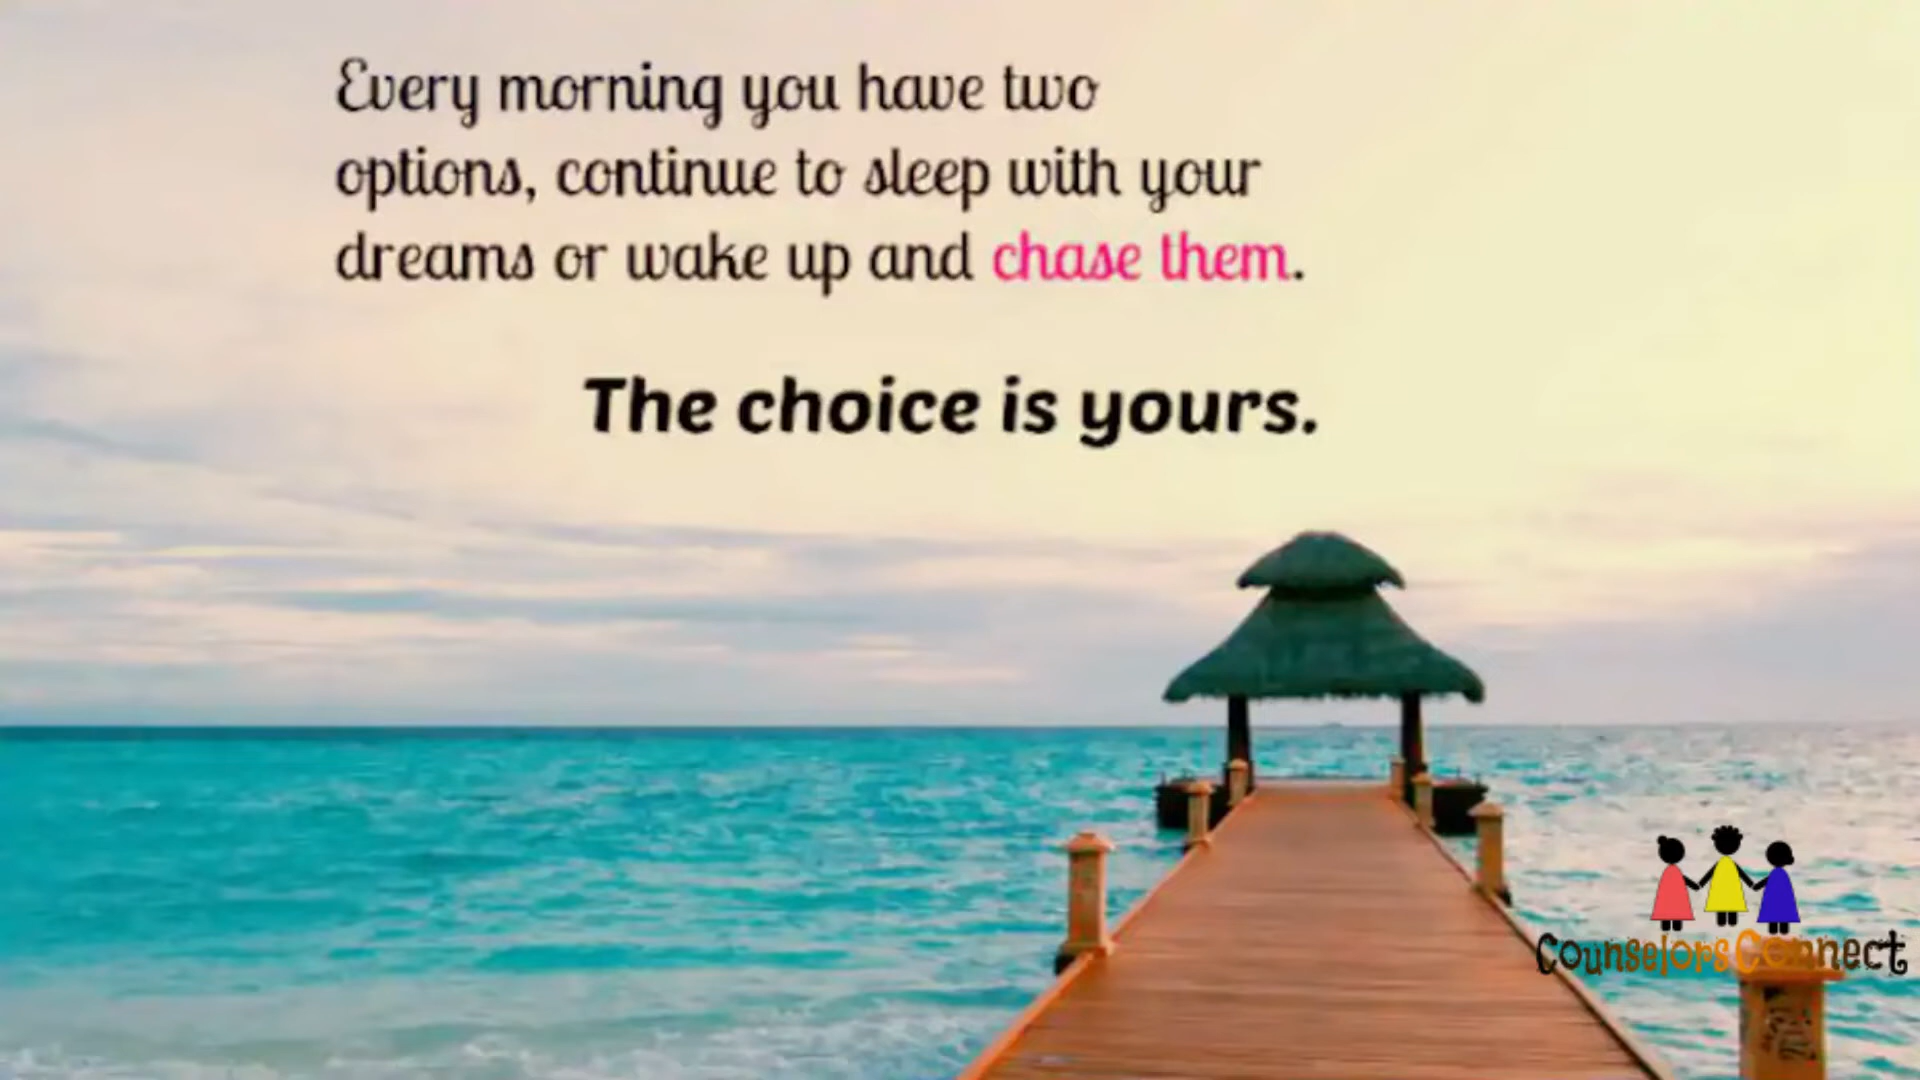 Every morning you have two
options, continue to sleep with your
dreams or wake up and chase them.
The choice is yours.
Counselors Connect